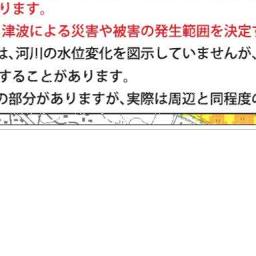 ります。
津波による災害や被害の発生範囲を決定す
は、河川の水位変化を図示していませんが、
することがあります。
の部分がありますが、実際は周辺と同程度の